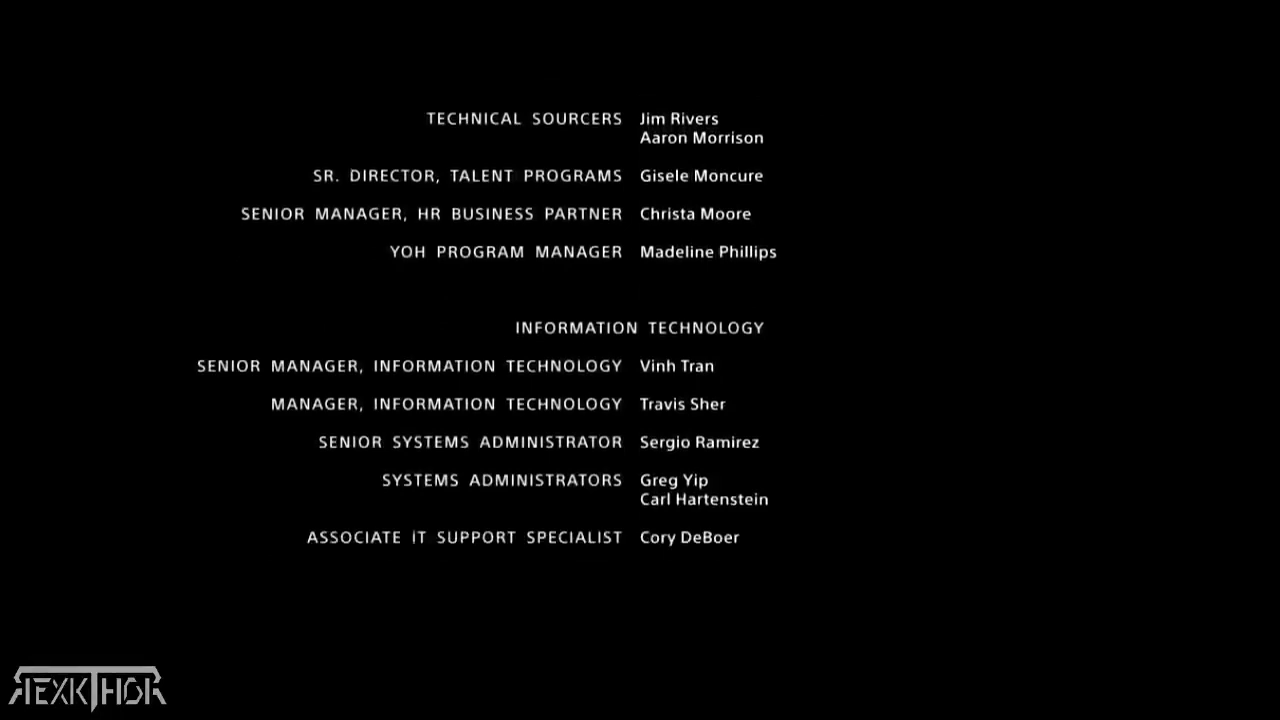 TECHNICAL SOURCERS Jim Rivers
Aaron Morrison
SR. DIRECTOR, TALENT PROGRAMS Gisele Moncure
SENIOR MANAGER, HR BUSINESS PARTNER Christa Moore
YOH PROGRAM MANAGER Madeline Phillips
INFORMATION TECHNOLOGY
SENIOR MANAGER, INFORMATION TECHNOLOGY Vinh Tran
MANAGER, INFORMATION TECHNOLOGY Travis Sher
SENIOR SYSTEMS ADMINISTRATOR Sergio Ramirez
SYSTEMS ADMINISTRATORS Greg Yip
Carl Hartenstein
ASSOCIATE iT SUPPORT SPECIALIST Cory DeBoer